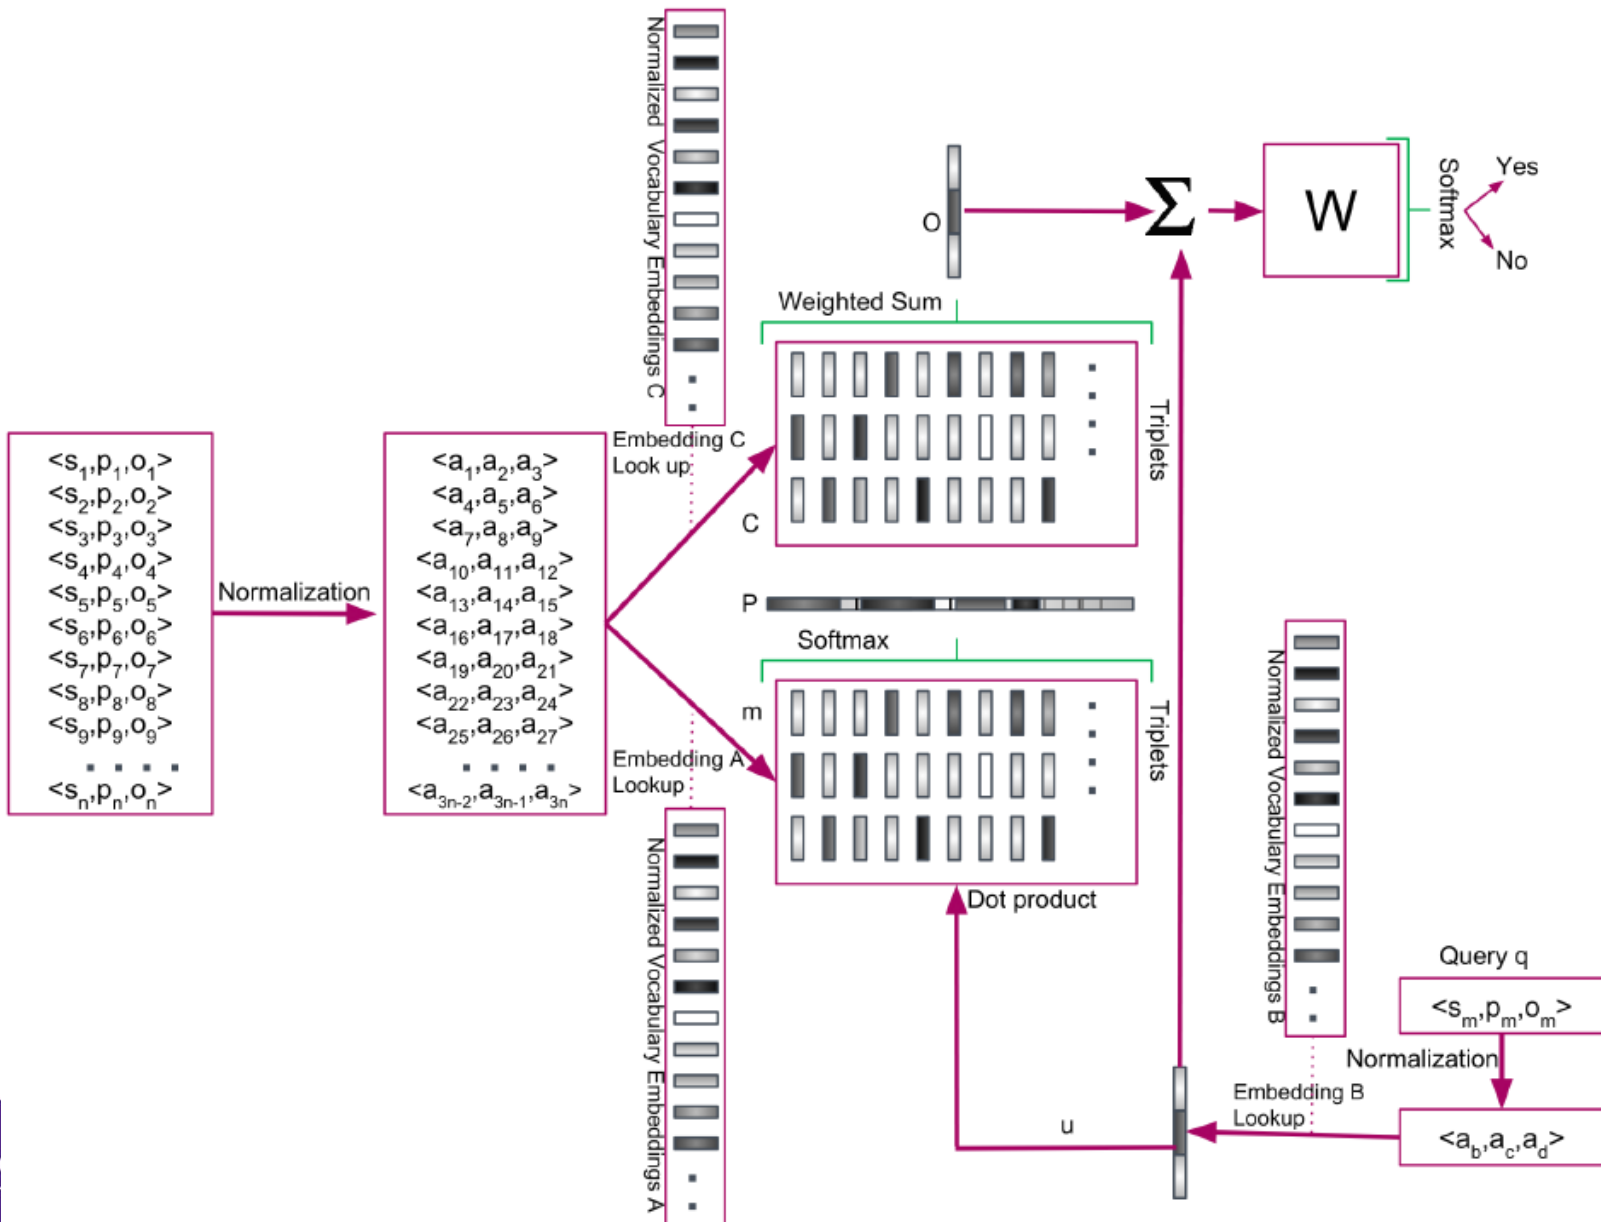 Normalized Vocabulary Embeddings C
<s1,p1,o1>
<s2,p2,o2>
<s3,p3,o3>
<s4,p4,o4>
<s5,p5,o5>
<s6,p6,o6>
<s7,p7,o7>
<s8,p8,o8>
<s9,p9,o9>
. . . .
<sn,pn,on>
Normalization
<a1,a2,a3>
<a4,a5,a6>
<a7,a8,a9>
<a10,a11,a12>
<a13,a14,a15>
<a16,a17,a18>
<a19,a20,a21>
<a22,a23,a24>
<a25,a26,a27>
. . . .
<a3n-2,a3n-1,a3n>
Embedding C
Look up
Embedding A
Lookup
Normalized Vocabulary Embeddings A
O
Σ
W
Softmax
Yes
No
Weighted Sum
Triplets
C
P
Softmax
m
Triplets
Dot product
u
Normalized Vocabulary Embeddings B
Query q
<sm,pm,om>
Normalization
Embedding B
Lookup
<ab,ac,ad>